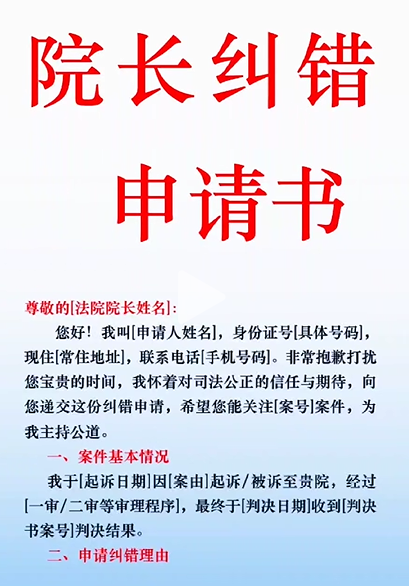 院长纠错
申请书
尊敬的[法院院长姓名]:
您好！我叫[申请人姓名]，身份证号[具体号码]，
现住[常住地址]，联系电话[手机号码]。非常抱歉打扰
您宝贵的时间，我怀着对司法公正的信任与期待，向
您递交这份纠错申请，希望您能关注[案号]案件，为
我主持公道。
一、案件基本情况
我于[起诉日期]因[案由]起诉/被诉至贵院，经过
[一审/二审等审理程序]，最终于[判决日期]收到[判决
书案号]判决结果。
二、申请纠错理由